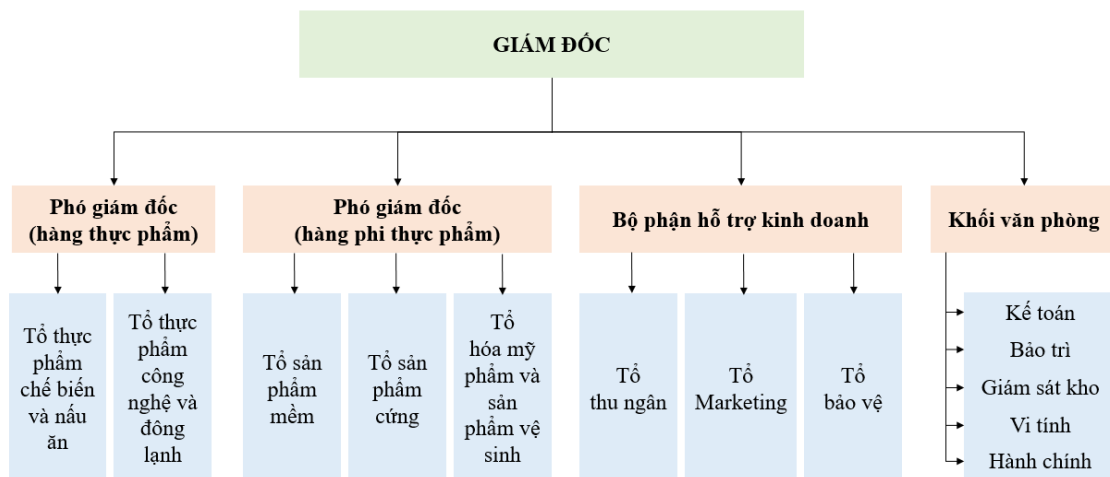 GIÁM ĐỐC
Phó giám đốc
(hàng thực phẩm)
Phó giám đốc
(hàng phi thực phẩm)
Bộ phận hỗ trợ kinh doanh
Khối văn phòng
Tổ thực
phẩm
chế biến
và nấu
ăn
Tổ thực
phẩm
công
nghệ và
đông
lạnh
Tổ sản
phẩm
mềm
Tổ sản
phẩm
cứng
Tổ
hóa mỹ
phẩm và
sản
phẩm vệ
sinh
Tổ
thu ngân
Tổ
Marketing
Tổ
bảo vệ
Kế toán
Bảo trì
Giám sát kho
Vi tính
Hành chính